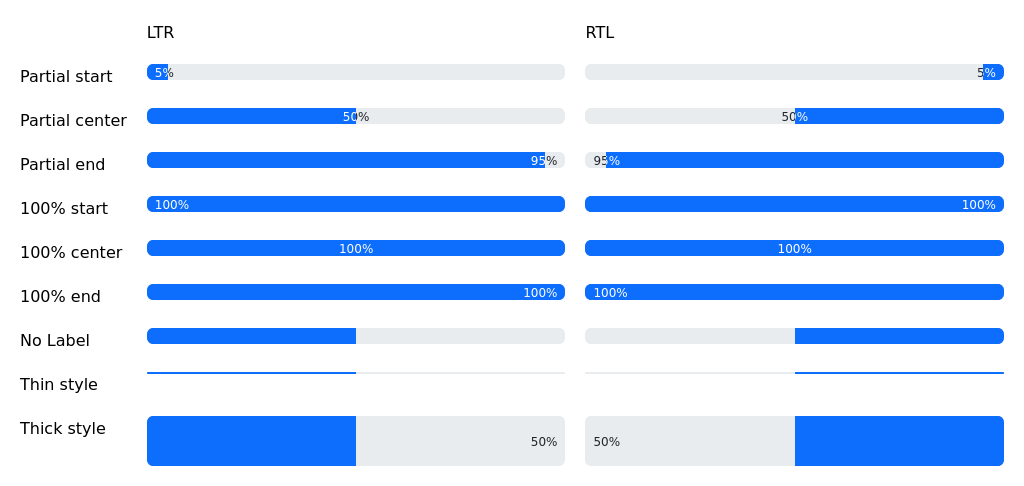 LTR RTL
Partial start 5% 5%
Partial center 50% 50%
Partial end 95% 95%
100% start 100% 100%
100% center 100% 100%
100% end 100% 100%
No Label
Thin style
Thick style 50% 50%